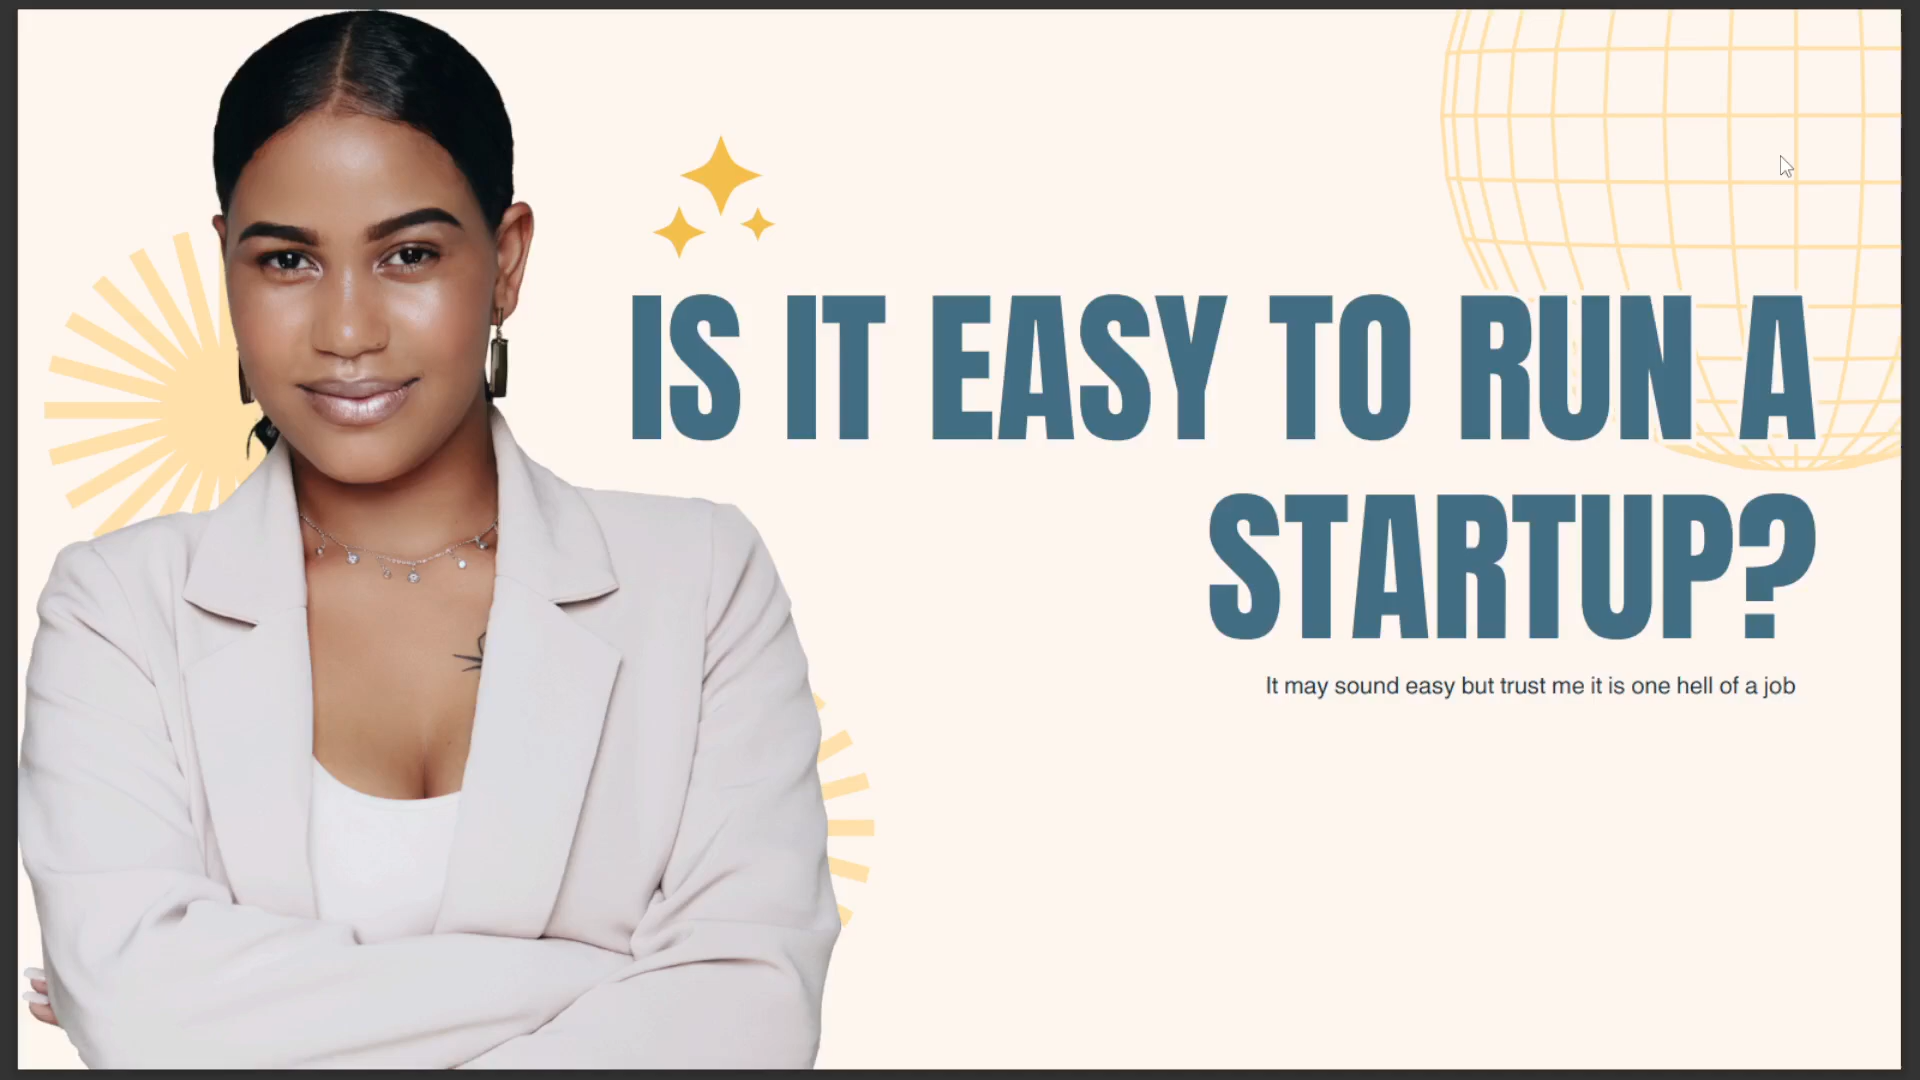 IS IT EASY TO RUN A
STARTUP?
It may sound easy but trust me it is one hell of a job